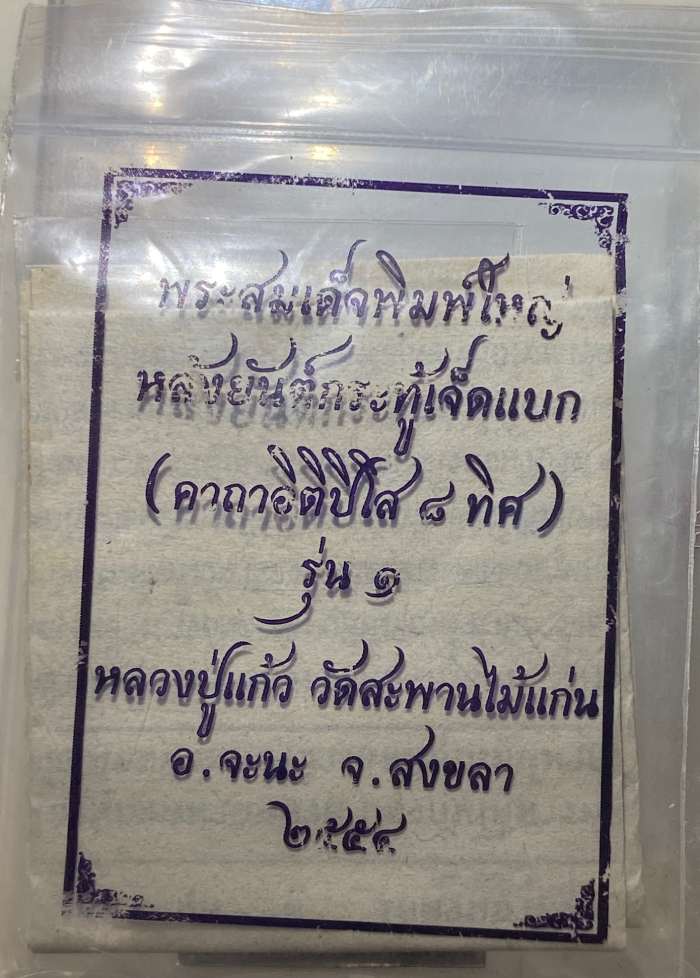 พระสมเด็จพิมพ์ใหญ่
หลังยันต์กระทู้เจ็ดแบก
(คาถาอิติปิโส ๘ ทิศ)
รุ่น ๑
หลวงปู่แก้ว วัดสะพานไม้แก่น
อ.จะนะ จ.สงขลา